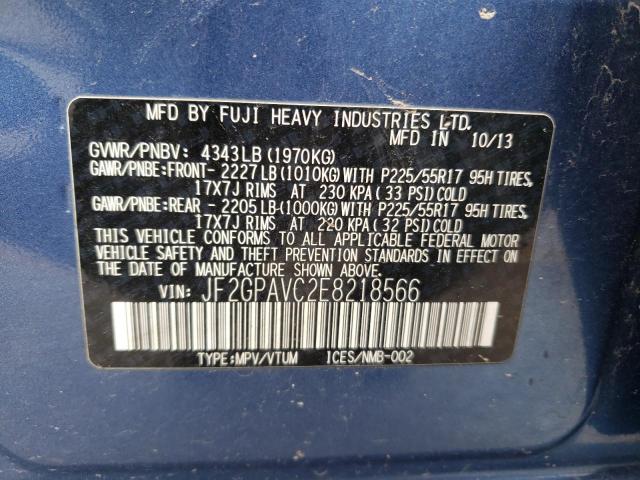 MFD BY FUJI HEAVY INDUSTRIES LTD.
MFD IN 10/13
GVWR/PNBV: 4343LB (1970KG)
GAWR/PNBE:FRONT- 2227LB (1010KG) WITH P225/55R17 95H TIRES,
17X7J RIMS AT 230 KPA (33 PSI) COLD
GAWR/PNBE:REAR - 2205LB (1000KG) WITH P225/55R17 95H TIRES,
17X7J RIMS AT 220 KPA (32 PSI) COLD
THIS VEHICLE CONFORMS TO ALL APPLICABLE FEDERAL MOTOR
VEHICLE SAFETY AND THEFT PREVENTION STANDARDS IN EFFECT
ON THE DATE OF MANUFACTURE SHOWN ABOVE.
VIN: JF2GPAVC2E8218566
TYPE:MPV/VTUM ICES/NMB-002